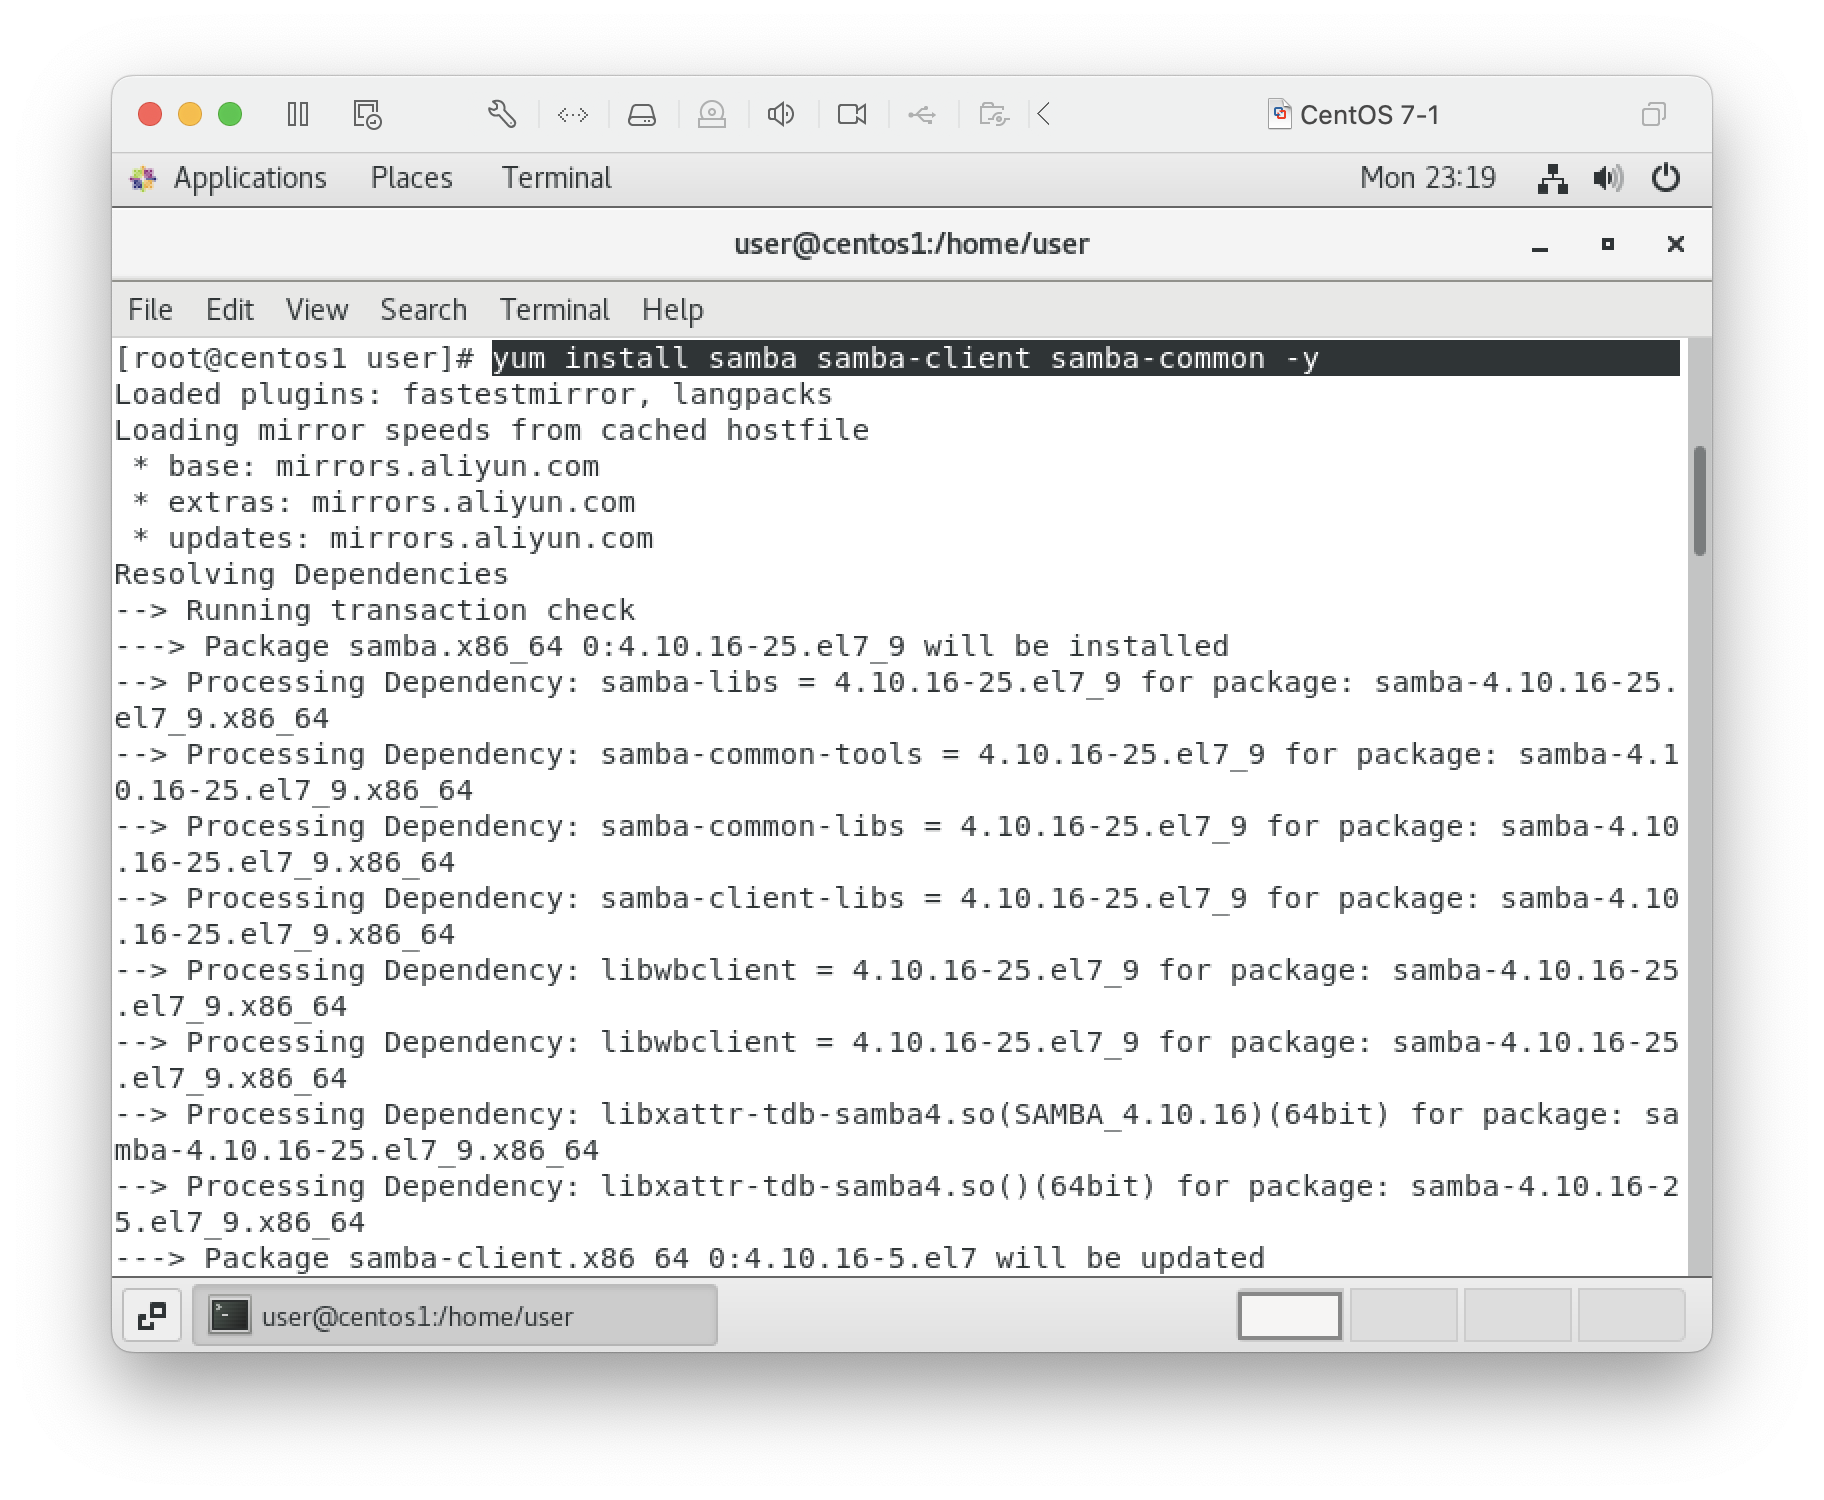 CentOS 7-1
Applications Places Terminal Mon 23:19
user@centos1:/home/user
File Edit View Search Terminal Help
[root@centos1 user]# yum install samba samba-client samba-common -y
Loaded plugins: fastestmirror, langpacks
Loading mirror speeds from cached hostfile
 * base: mirrors.aliyun.com
 * extras: mirrors.aliyun.com
 * updates: mirrors.aliyun.com
Resolving Dependencies
--> Running transaction check
---> Package samba.x86_64 0:4.10.16-25.el7_9 will be installed
--> Processing Dependency: samba-libs = 4.10.16-25.el7_9 for package: samba-4.10.16-25.
el7_9.x86_64
--> Processing Dependency: samba-common-tools = 4.10.16-25.el7_9 for package: samba-4.1
0.16-25.el7_9.x86_64
--> Processing Dependency: samba-common-libs = 4.10.16-25.el7_9 for package: samba-4.10
.16-25.el7_9.x86_64
--> Processing Dependency: samba-client-libs = 4.10.16-25.el7_9 for package: samba-4.10
.16-25.el7_9.x86_64
--> Processing Dependency: libwbclient = 4.10.16-25.el7_9 for package: samba-4.10.16-25
.el7_9.x86_64
--> Processing Dependency: libwbclient = 4.10.16-25.el7_9 for package: samba-4.10.16-25
.el7_9.x86_64
--> Processing Dependency: libxattr-tdb-samba4.so(SAMBA_4.10.16)(64bit) for package: sa
mba-4.10.16-25.el7_9.x86_64
--> Processing Dependency: libxattr-tdb-samba4.so()(64bit) for package: samba-4.10.16-2
5.el7_9.x86_64
---> Package samba-client.x86 64 0:4.10.16-5.el7 will be updated
user@centos1:/home/user